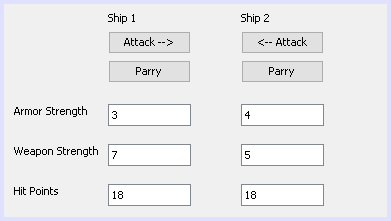 Ship 1 Ship 2
Attack --> <-- Attack
Parry Parry
Armor Strength 3 4
Weapon Strength 7 5
Hit Points 18 18